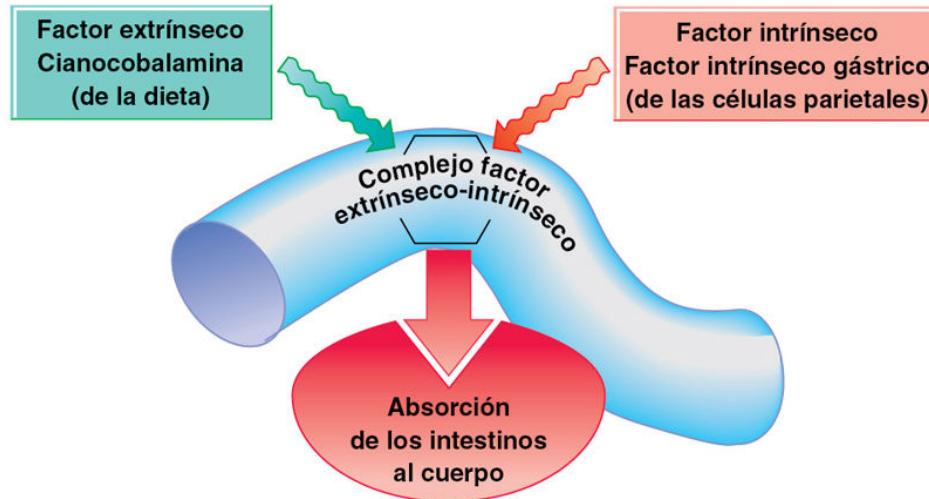 Factor extrínseco
Cianocobalamina
(de la dieta)
Factor intrínseco
Factor intrínseco gástrico
(de las células parietales)
Complejo factor
extrínseco-intrínseco
Absorción
de los intestinos
al cuerpo